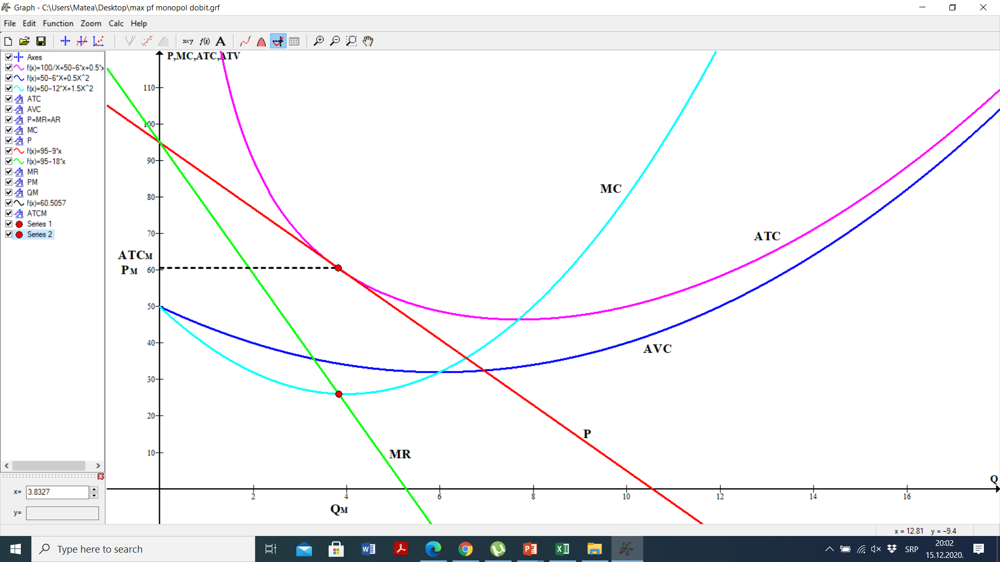 Graph - C:\Users\Matea\Desktop\max pf monopol dobit.grf
File Edit Function Zoom Calc Help
Axes
f(x)=100/X+50-6*x+0.5*x
f(x)=50-6*X+0.5X^2
f(x)=50-12*X+1.5X^2
ATC
AVC
P=MR=AR
MC
P
f(x)=95-9*x
f(x)=95-18*x
MR
PM
QM
f(x)=60.5057
ATCM
Series 1
Series 2
x= 3.8327
y=
P,MC,ATC,ATV
110
100
90
80
70
60
50
40
30
20
10
ATCM
PM
MC
ATC
AVC
P
MR
Q
2 4 6 8 10 12 14 16
QM
x = 12.81 y = -9.4
Type here to search
SRP
20:02
15.12.2020.